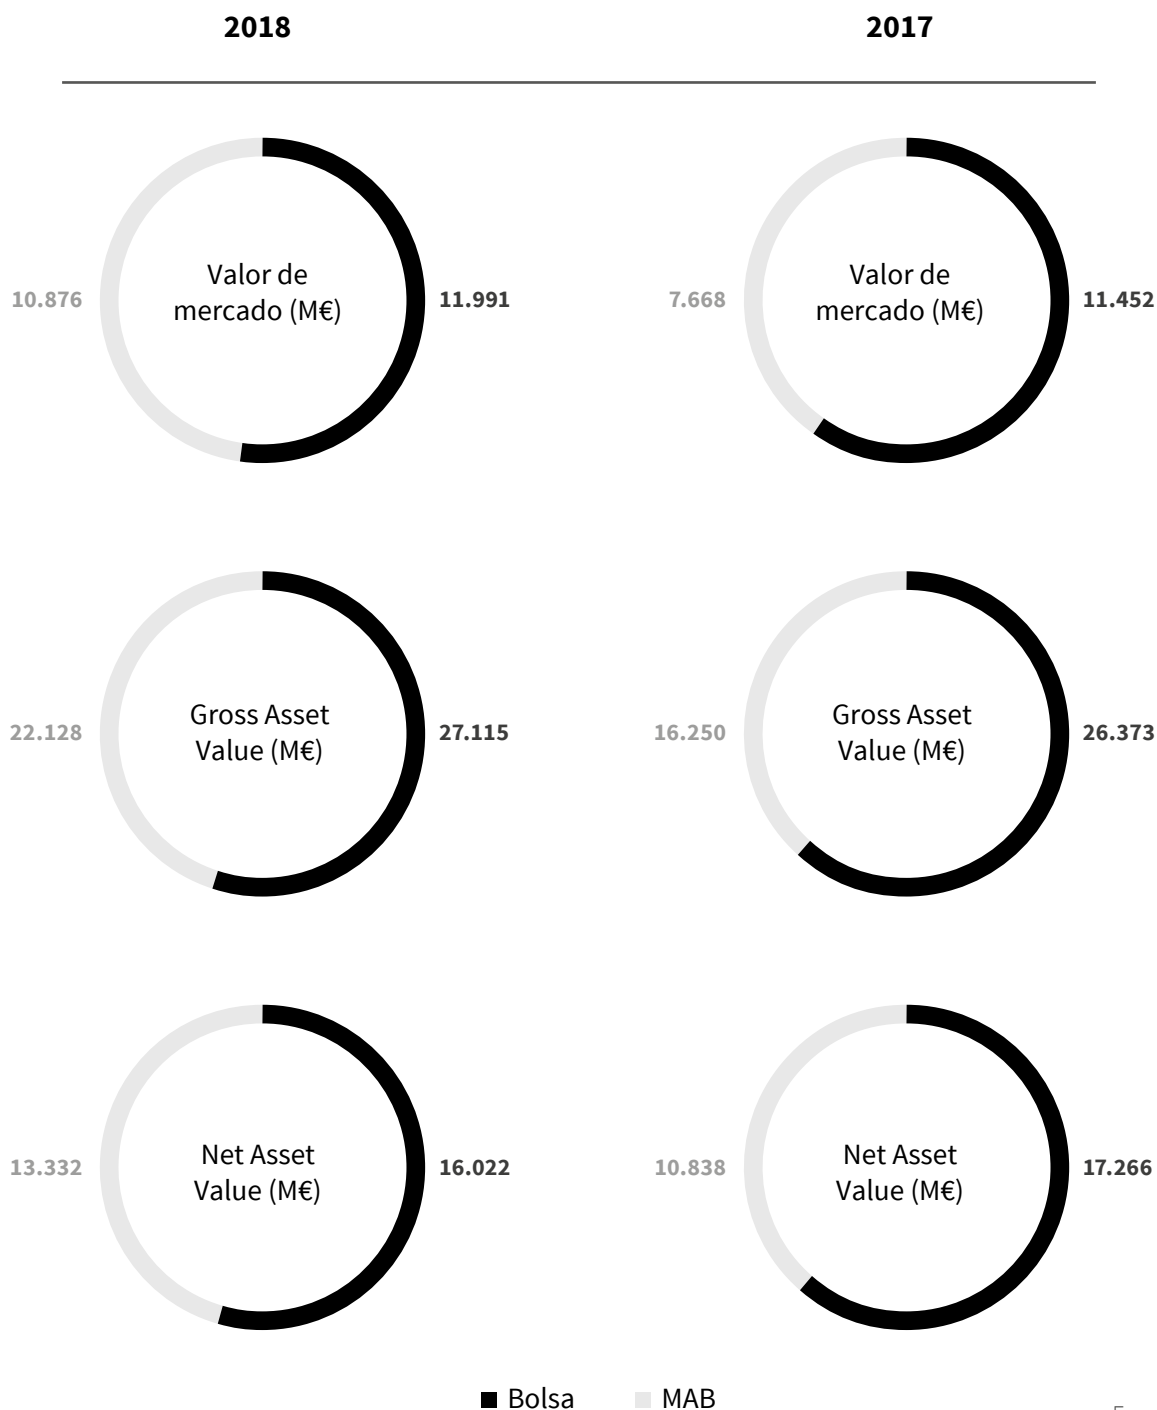 2018
2017
Valor de
mercado (M€)
10.876
11.991
Valor de
mercado (M€)
7.668
11.452
Gross Asset
Value (M€)
22.128
27.115
Gross Asset
Value (M€)
16.250
26.373
Net Asset
Value (M€)
13.332
16.022
Net Asset
Value (M€)
10.838
17.266
Bolsa
MAB